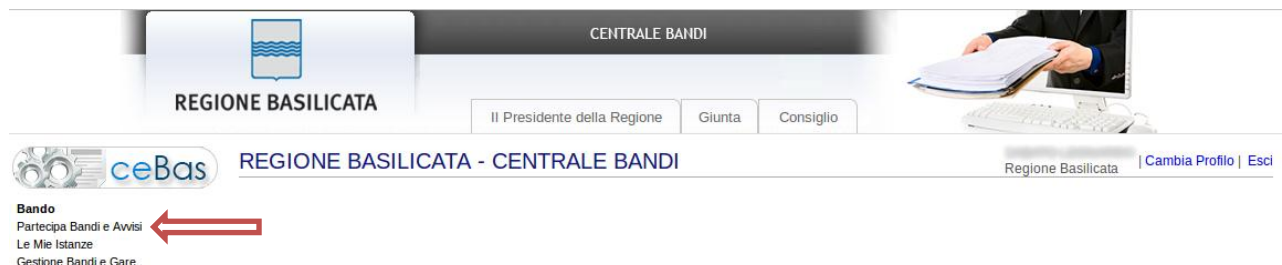 CENTRALE BANDI
REGIONE BASILICATA
Il Presidente della Regione
Giunta
Consiglio
ceBas
REGIONE BASILICATA - CENTRALE BANDI
Regione Basilicata
| Cambia Profilo | Esci
Bando
Partecipa Bandi e Avvisi
Le Mie Istanze
Gestione Bandi e Gare